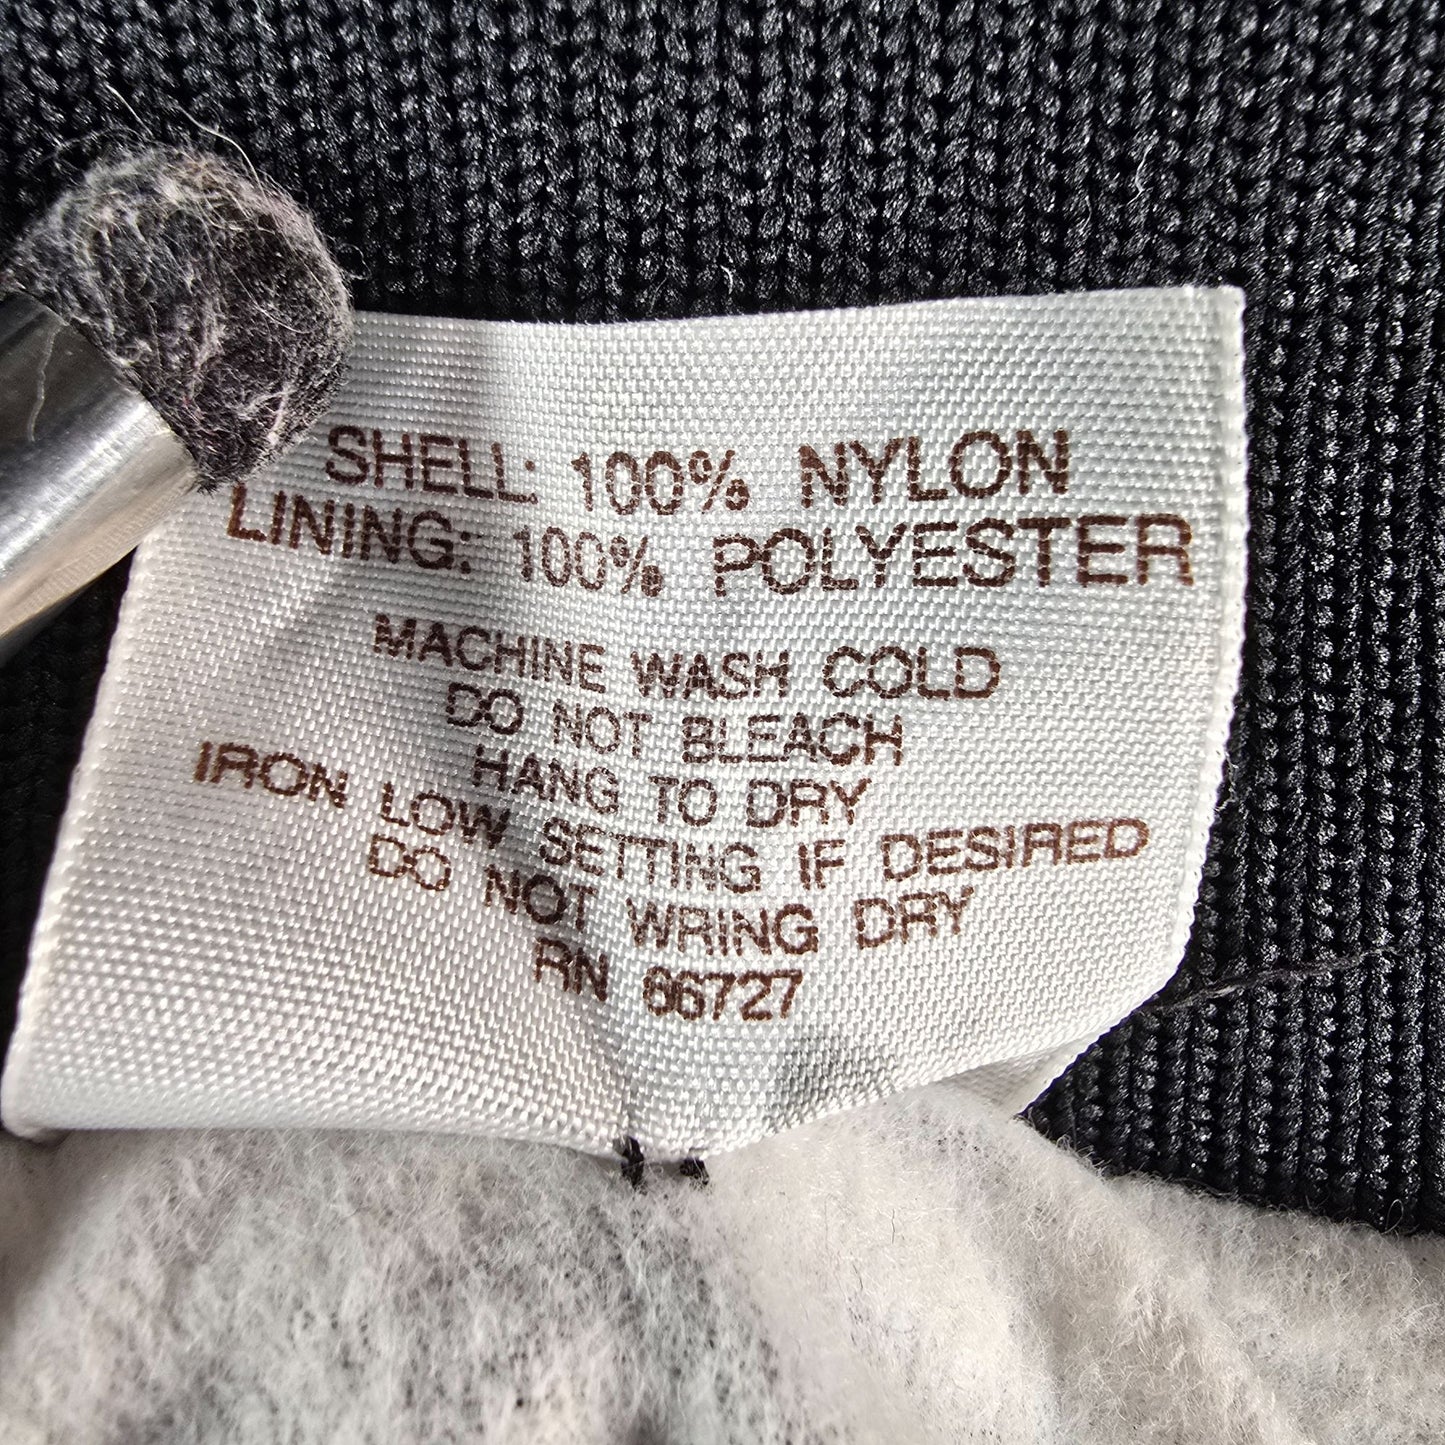 SHELL: 100% NYLON
LINING: 100% POLYESTER
MACHINE WASH COLD
DO NOT BLEACH
HANG TO DRY
IRON LOW SETTING IF DESIRED
DO NOT WRING DRY
RN 66727